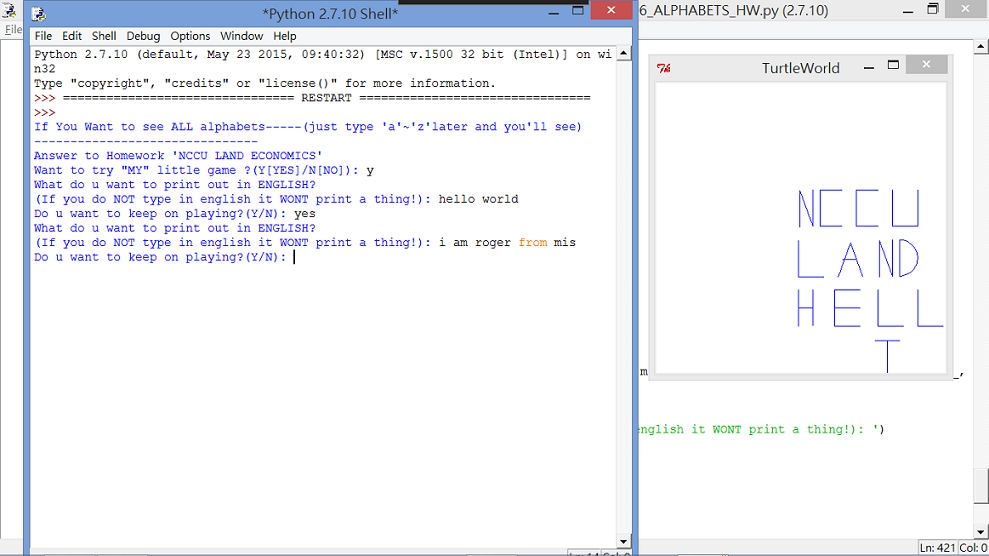 *Python 2.7.10 Shell*
File Edit Shell Debug Options Window Help
Python 2.7.10 (default, May 23 2015, 09:40:32) [MSC v.1500 32 bit (Intel)] on wi
n32
Type "copyright", "credits" or "license()" for more information.
>>> ================================ RESTART ================================
>>>
If You Want to see ALL alphabets-----(just type 'a'~'z'later and you'll see)
-------------------------------
Answer to Homework 'NCCU LAND ECONOMICS'
Want to try "MY" little game ?(Y[YES]/N[NO]): y
What do u want to print out in ENGLISH?
(If you do NOT type in english it WONT print a thing!): hello world
Do u want to keep on playing?(Y/N): yes
What do u want to print out in ENGLISH?
(If you do NOT type in english it WONT print a thing!): i am roger from mis
Do u want to keep on playing?(Y/N):
File
6_ALPHABETS_HW.py (2.7.10)
TurtleWorld
NCCU
LAND
HELL
T
english it WONT print a thing!): ')
Ln: 421 Col: 0